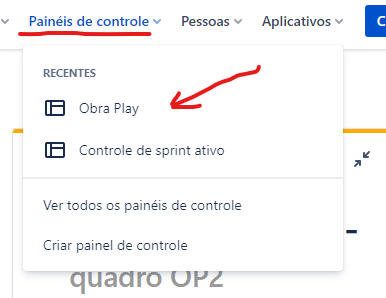 Painéis de controle Pessoas Aplicativos C
RECENTES
Obra Play
Controle de sprint ativo
Ver todos os painéis de controle
Criar painel de controle
quadro OP2